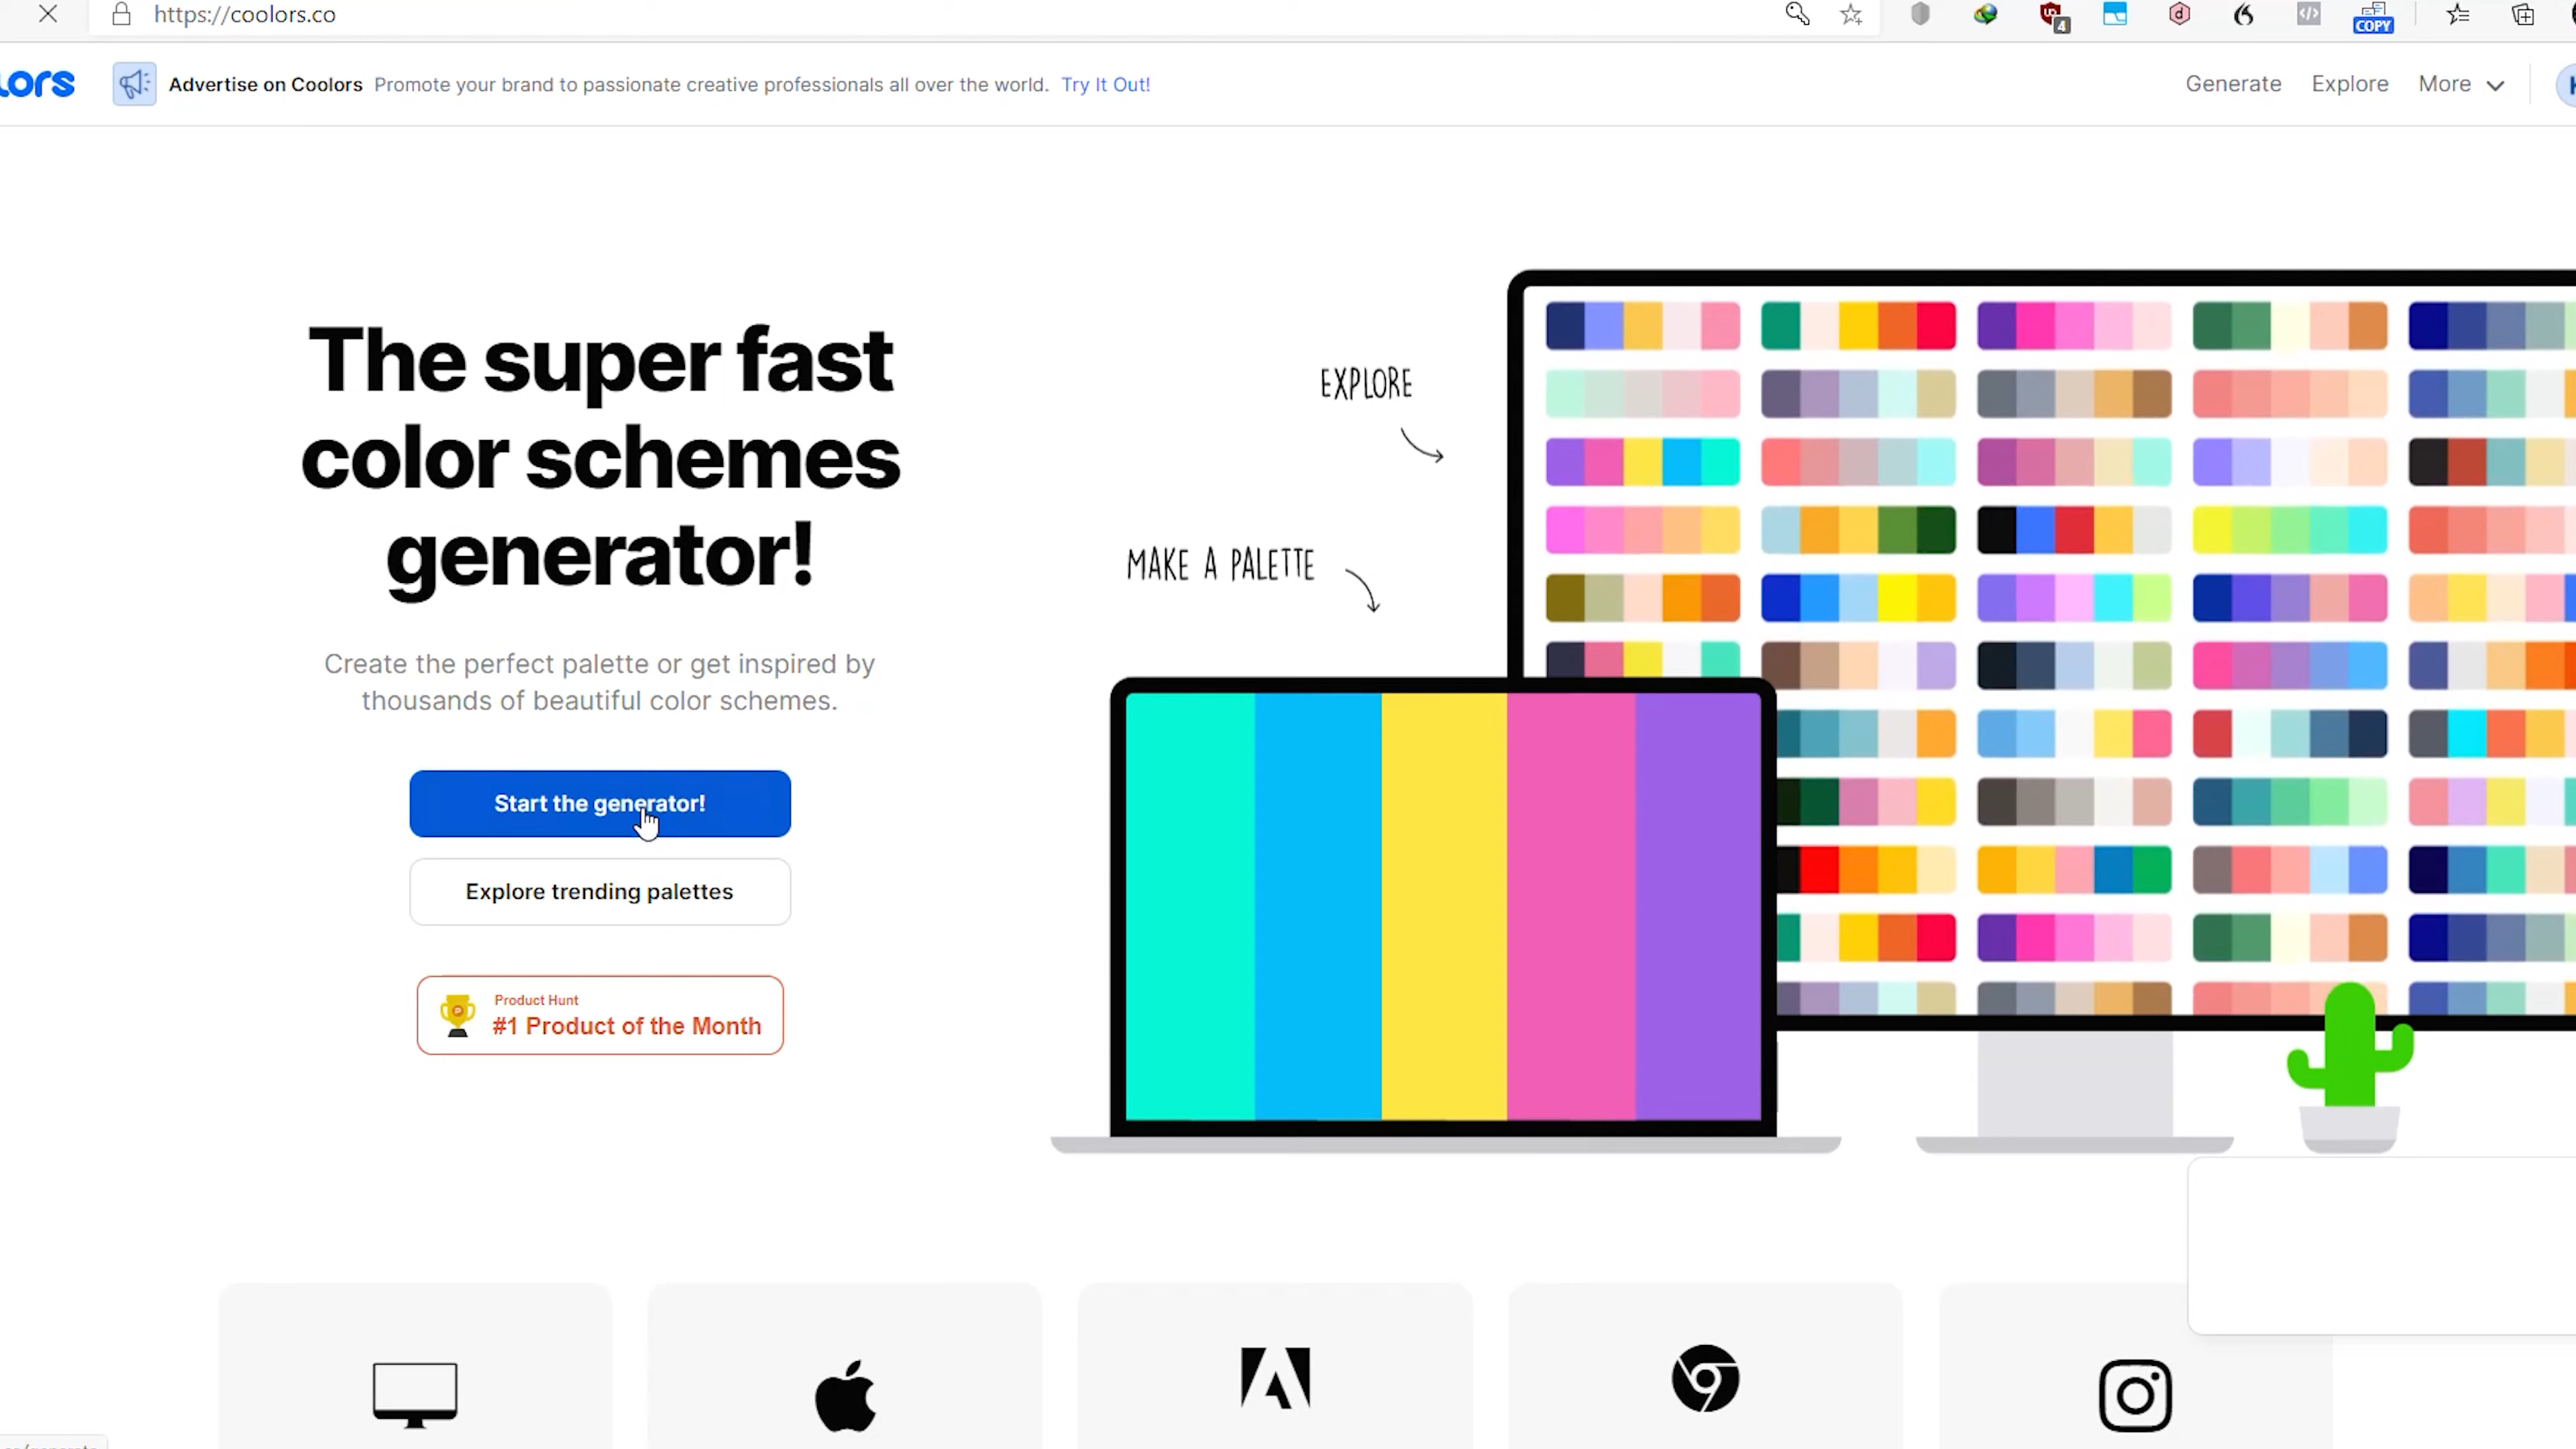 https://coolors.co
4
COPY
lors
Advertise on Coolors Promote your brand to passionate creative professionals all over the world. Try It Out!
Generate
Explore
More
The super fast
color schemes
generator!
Create the perfect palette or get inspired by
thousands of beautiful color schemes.
Start the generator!
Explore trending palettes
Product Hunt
#1 Product of the Month
EXPLORE
MAKE A PALETTE